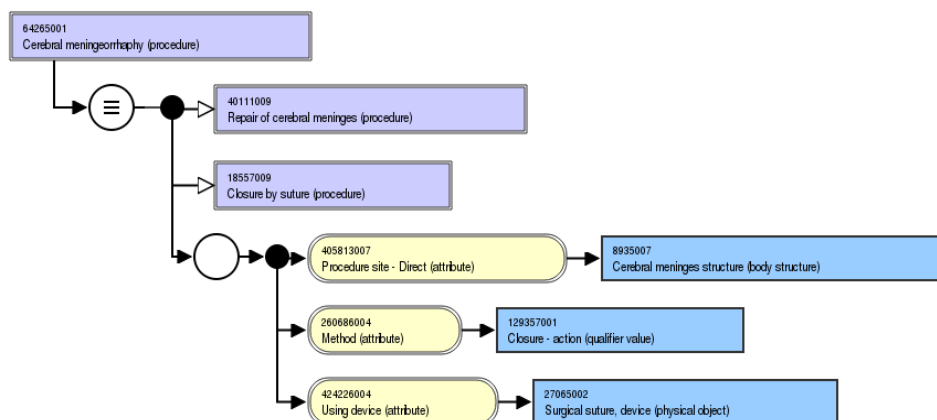 64265001
Cerebral meningeorrhaphy (procedure)
40111009
Repair of cerebral meninges (procedure)
18557009
Closure by suture (procedure)
405813007
Procedure site - Direct (attribute)
8935007
Cerebral meninges structure (body structure)
260686004
Method (attribute)
129357001
Closure - action (qualifier value)
424226004
Using device (attribute)
27065002
Surgical suture, device (physical object)